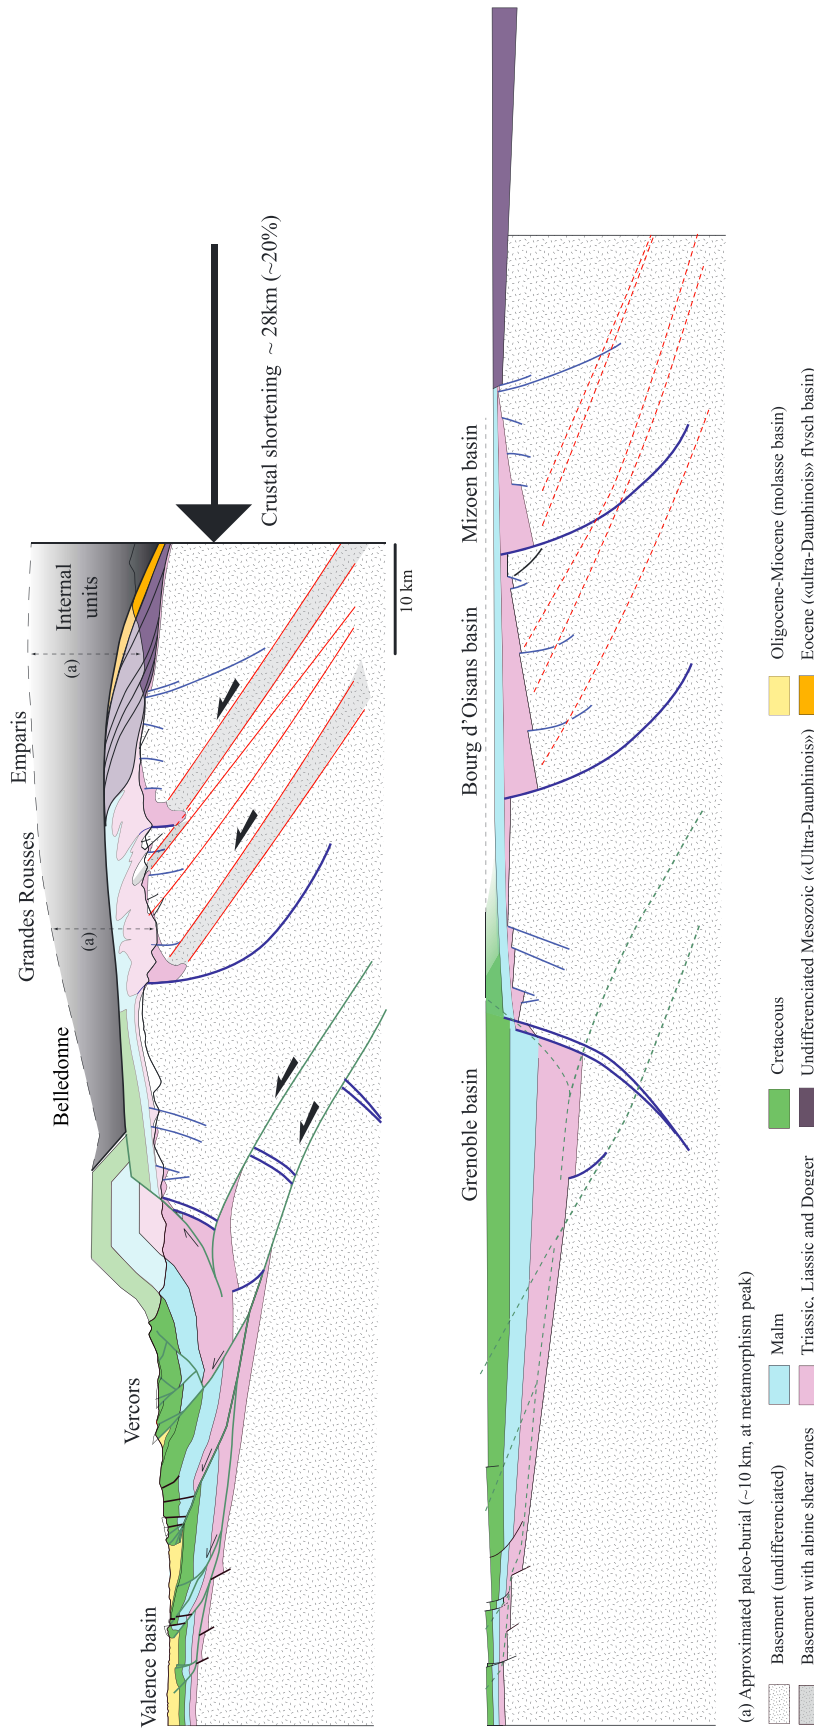 Valence basin
Vercors
Belledonne
Grandes Rousses
Emparis
(a)
(a)
Internal
units
Crustal shortening ~ 28km (~20%)
10 km
Grenoble basin
Bourg d'Oisans basin
Mizoen basin
(a) Approximated paleo-burial (~10 km, at metamorphism peak)
Basement (undifferenciated)
Malm
Cretaceous
Oligocene-Miocene (molasse basin)
Basement with alpine shear zones
Triassic, Liassic and Dogger
Undifferenciated Mesozoic («Ultra-Dauphinois»)
Eocene («ultra-Dauphinois» flysch basin)